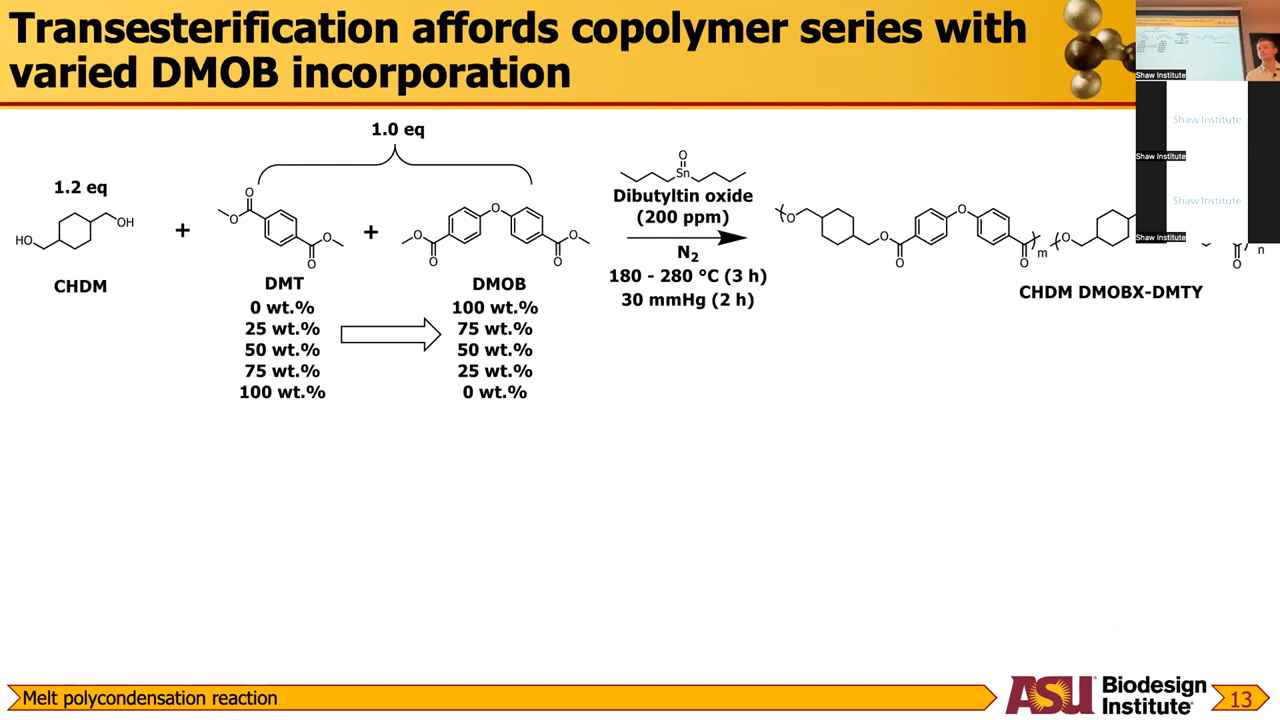 Transesterification affords copolymer series with
varied DMOB incorporation
Shaw Institute
Shaw Institute
Shaw Institute
Shaw Institute
Shaw Institute
1.0 eq
1.2 eq
OH
HO
CHDM
+
O
O
O
O
DMT
+
O
O
O
O
O
DMOB
0 wt.%
100 wt.%
25 wt.%
75 wt.%
50 wt.%
50 wt.%
75 wt.%
25 wt.%
100 wt.%
0 wt.%
O
Sn
Dibutyltin oxide
(200 ppm)
N₂
180 - 280 °C (3 h)
30 mmHg (2 h)
O
O
O
O
O
m
O
O
n
CHDM DMOBX-DMTY
Melt polycondensation reaction
ASU Biodesign
Institute
13